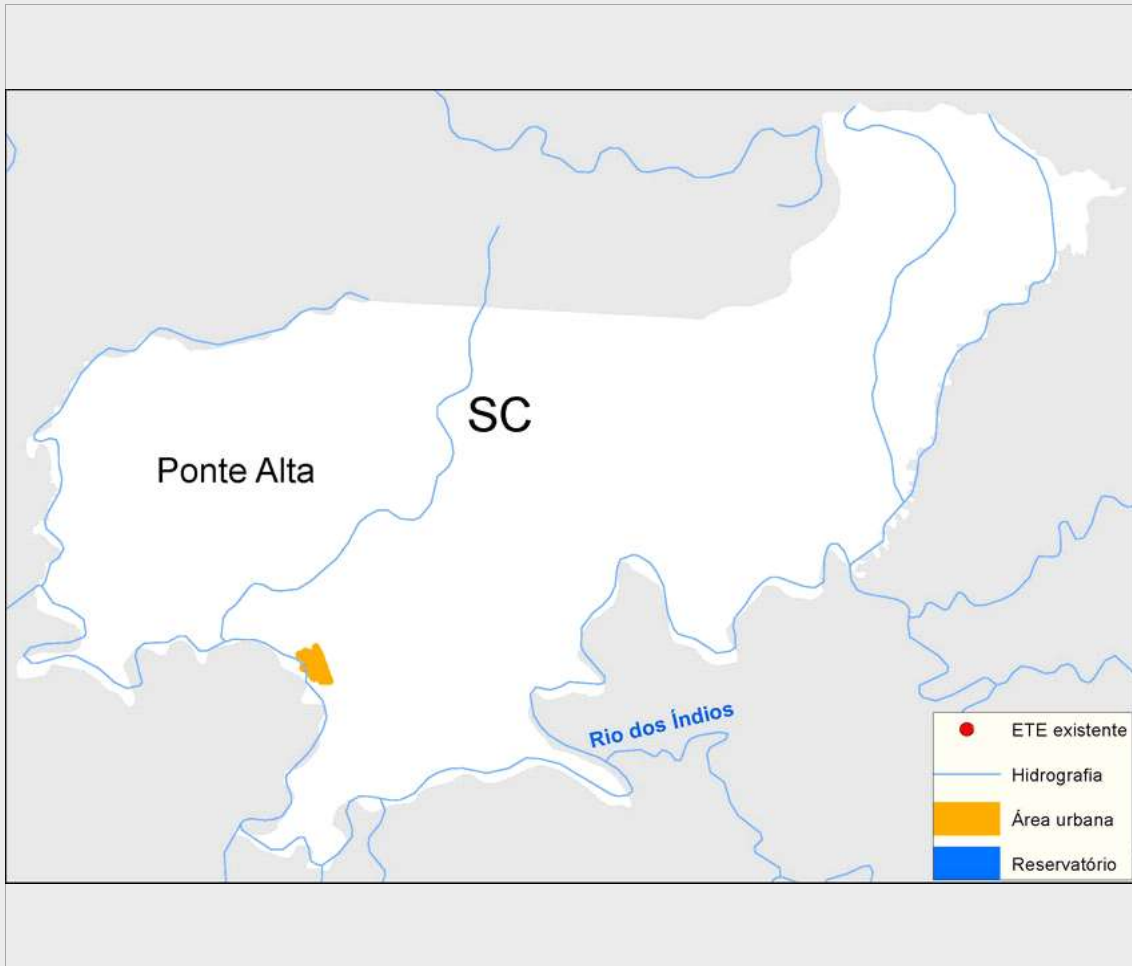 SC
Ponte Alta
Rio dos Índios
ETE existente
Hidrografia
Área urbana
Reservatório